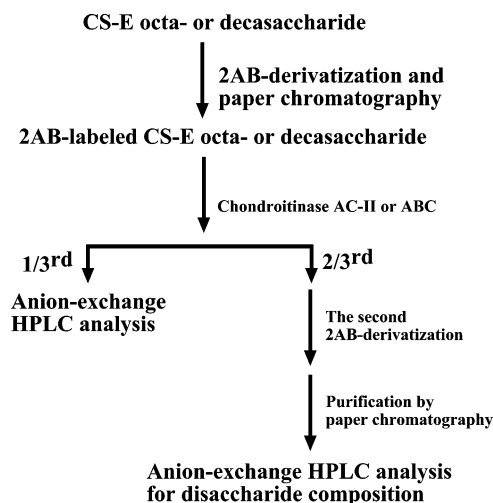 CS-E octa- or decasaccharide
2AB-derivatization and
paper chromatography
2AB-labeled CS-E octa- or decasaccharide
Chondroitinase AC-II or ABC
1/3rd
2/3rd
Anion-exchange
HPLC analysis
The second
2AB-derivatization
Purification by
paper chromatography
Anion-exchange HPLC analysis
for disaccharide composition